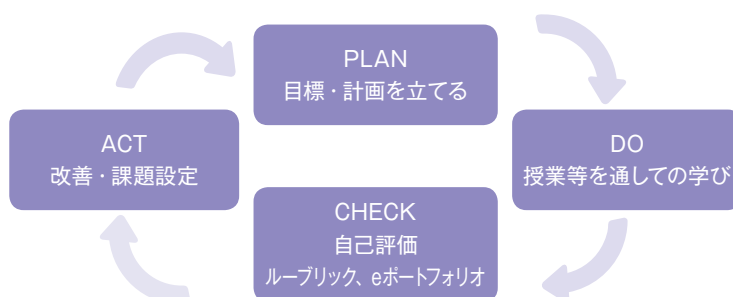 PLAN
目標・計画を立てる
ACT
改善・課題設定
DO
授業等を通しての学び
CHECK
自己評価
ルーブリック、eポートフォリオ